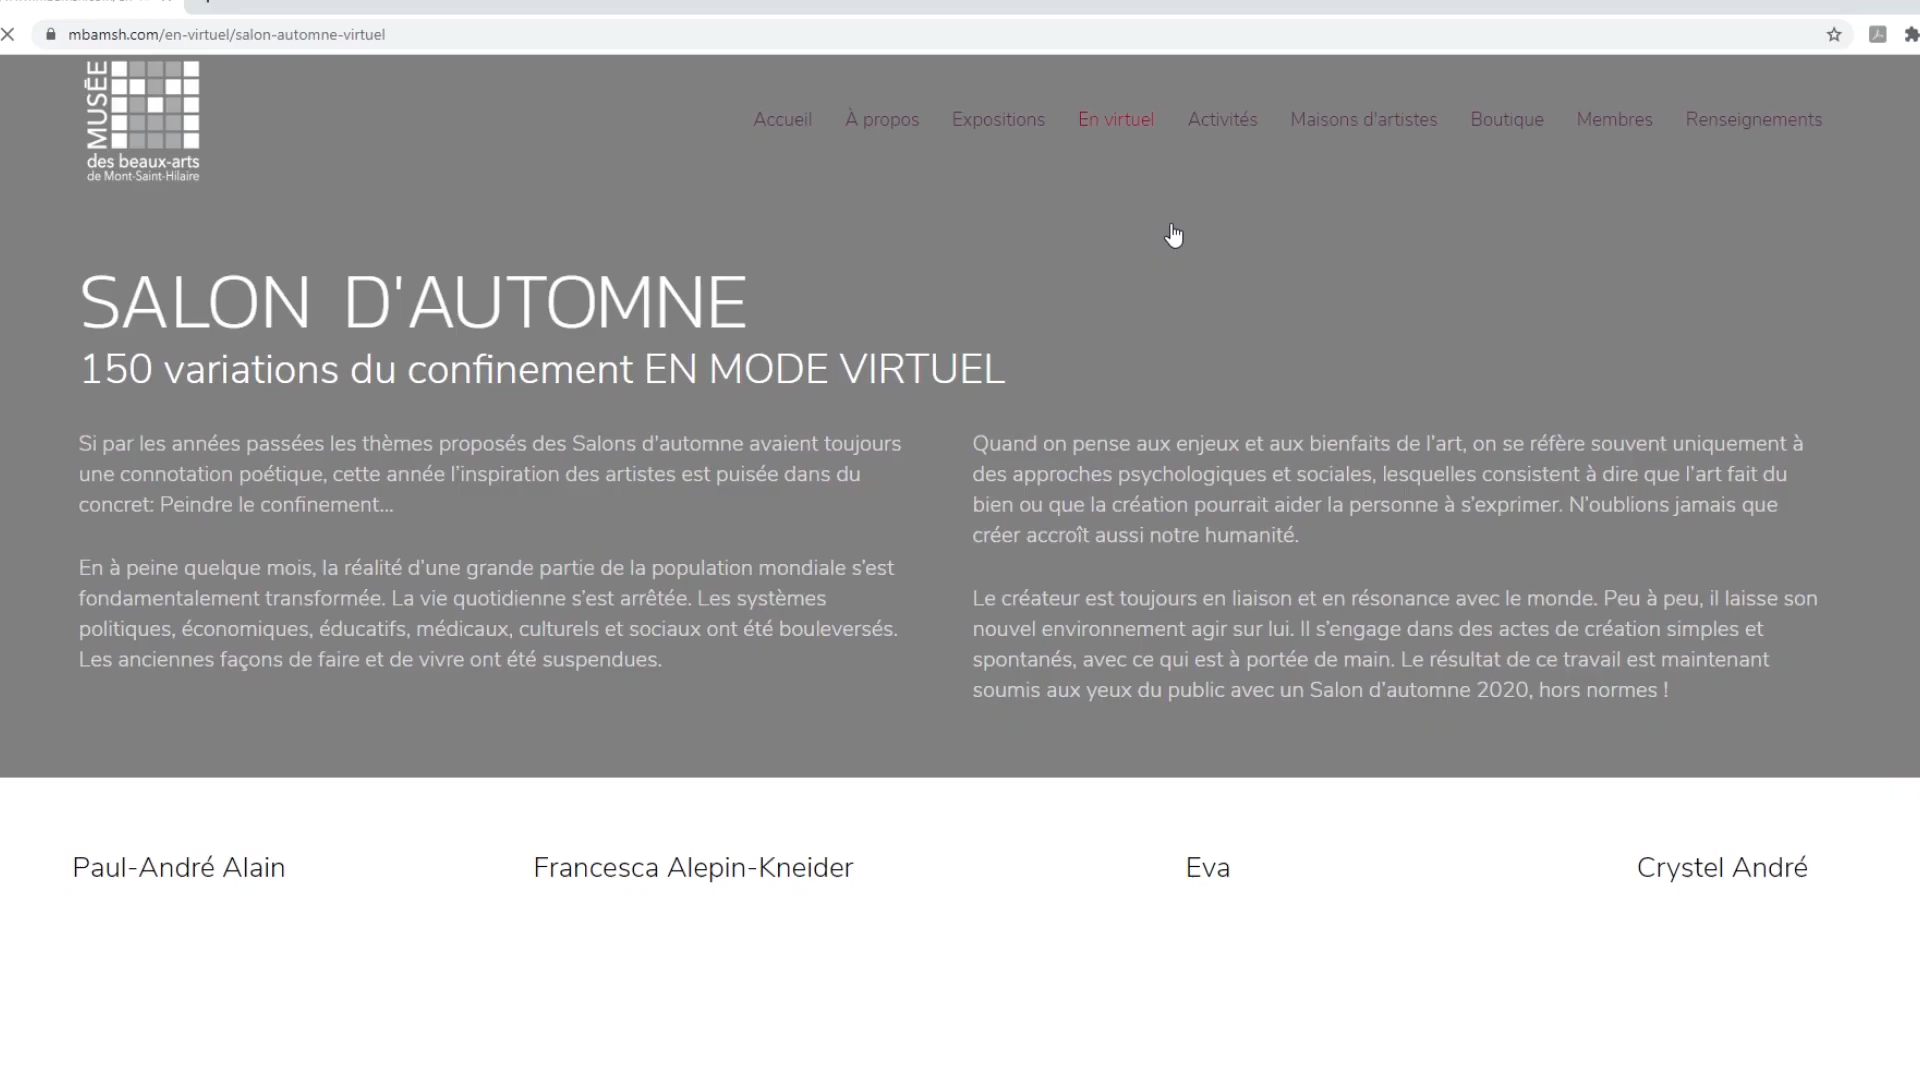 mbamsh.com/en-virtuel/salon-automne-virtuel
MUSÉE
des beaux-arts
de Mont-Saint-Hilaire
Accueil À propos Expositions En virtuel Activités Maisons d'artistes Boutique Membres Renseignements
SALON D'AUTOMNE
150 variations du confinement EN MODE VIRTUEL
Si par les années passées les thèmes proposés des Salons d'automne avaient toujours
une connotation poétique, cette année l’inspiration des artistes est puisée dans du
concret: Peindre le confinement...
En à peine quelque mois, la réalité d’une grande partie de la population mondiale s’est
fondamentalement transformée. La vie quotidienne s’est arrêtée. Les systèmes
politiques, économiques, éducatifs, médicaux, culturels et sociaux ont été bouleversés.
Les anciennes façons de faire et de vivre ont été suspendues.
Quand on pense aux enjeux et aux bienfaits de l'art, on se réfère souvent uniquement à
des approches psychologiques et sociales, lesquelles consistent à dire que l’art fait du
bien ou que la création pourrait aider la personne à s’exprimer. N’oublions jamais que
créer accroît aussi notre humanité.
Le créateur est toujours en liaison et en résonance avec le monde. Peu à peu, il laisse son
nouvel environnement agir sur lui. Il s’engage dans des actes de création simples et
spontanés, avec ce qui est à portée de main. Le résultat de ce travail est maintenant
soumis aux yeux du public avec un Salon d’automne 2020, hors normes !
Paul-André Alain
Francesca Alepin-Kneider
Eva
Crystel André